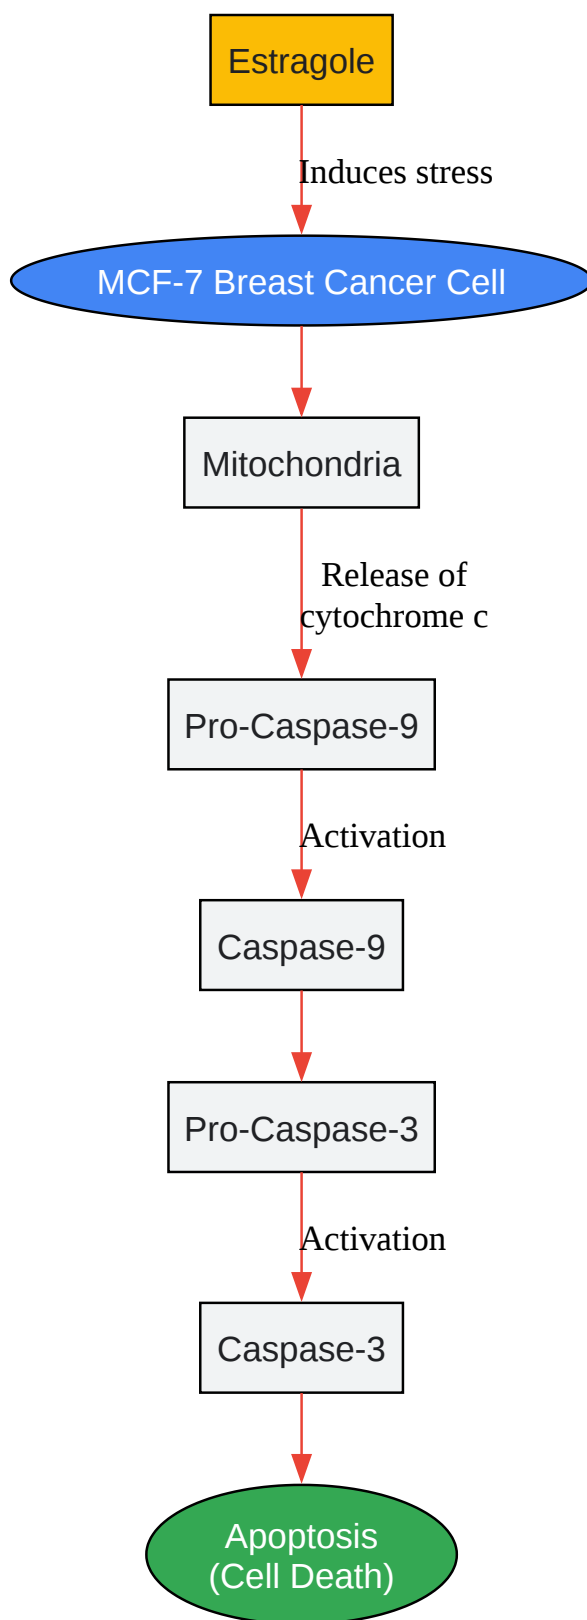 Estragole
Induces stress
MCF-7 Breast Cancer Cell
Mitochondria
Release of
cytochrome c
Pro-Caspase-9
Activation
Caspase-9
Pro-Caspase-3
Activation
Caspase-3
Apoptosis
(Cell Death)